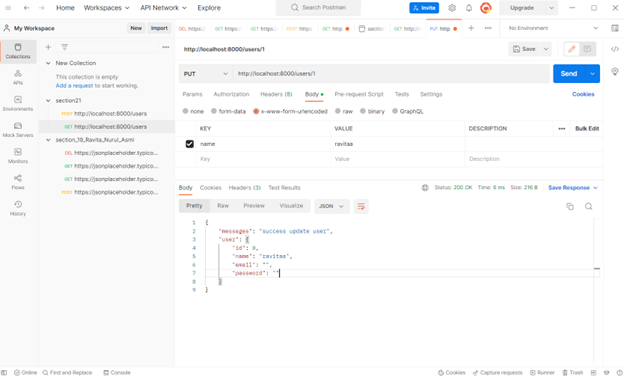 Home Workspaces API Network Explore
Search Postman
Invite
Upgrade
My Workspace
New Import
DEL https:/
GET https:/
GET https:/
POST http
GET http
section
GET http:/
PUT http
No Environment
http://localhost:8000/users/1
Save
Collections
APIs
Environments
Mock Servers
Monitors
Flows
History
New Collection
This collection is empty
Add a request to start working.
section21
POST http://localhost:8000/users
GET http://localhost:8000/users
section_19_Ravita_Nurul_Asmi
DEL https://jsonplaceholder.typico...
GET https://jsonplaceholder.typico...
GET https://jsonplaceholder.typico...
POST https://jsonplaceholder.typico...
PUT http://localhost:8000/users/1 Send
Params Authorization Headers (8) Body Pre-request Script Tests Settings Cookies
none form-data x-www-form-urlencoded raw binary GraphQL
KEY VALUE DESCRIPTION Bulk Edit
name ravitaa
Key Value Description
Body Cookies Headers (3) Test Results
Status: 200 OK Time: 6 ms Size: 216 B Save Response
Pretty Raw Preview Visualize JSON
1 {
2 "messages": "success update user",
3 "user": {
4 "id": 0,
5 "name": "ravitaa",
6 "email": "",
7 "password": ""
8 }
9 }
Online Find and Replace Console
Cookies Capture requests Runner Trash